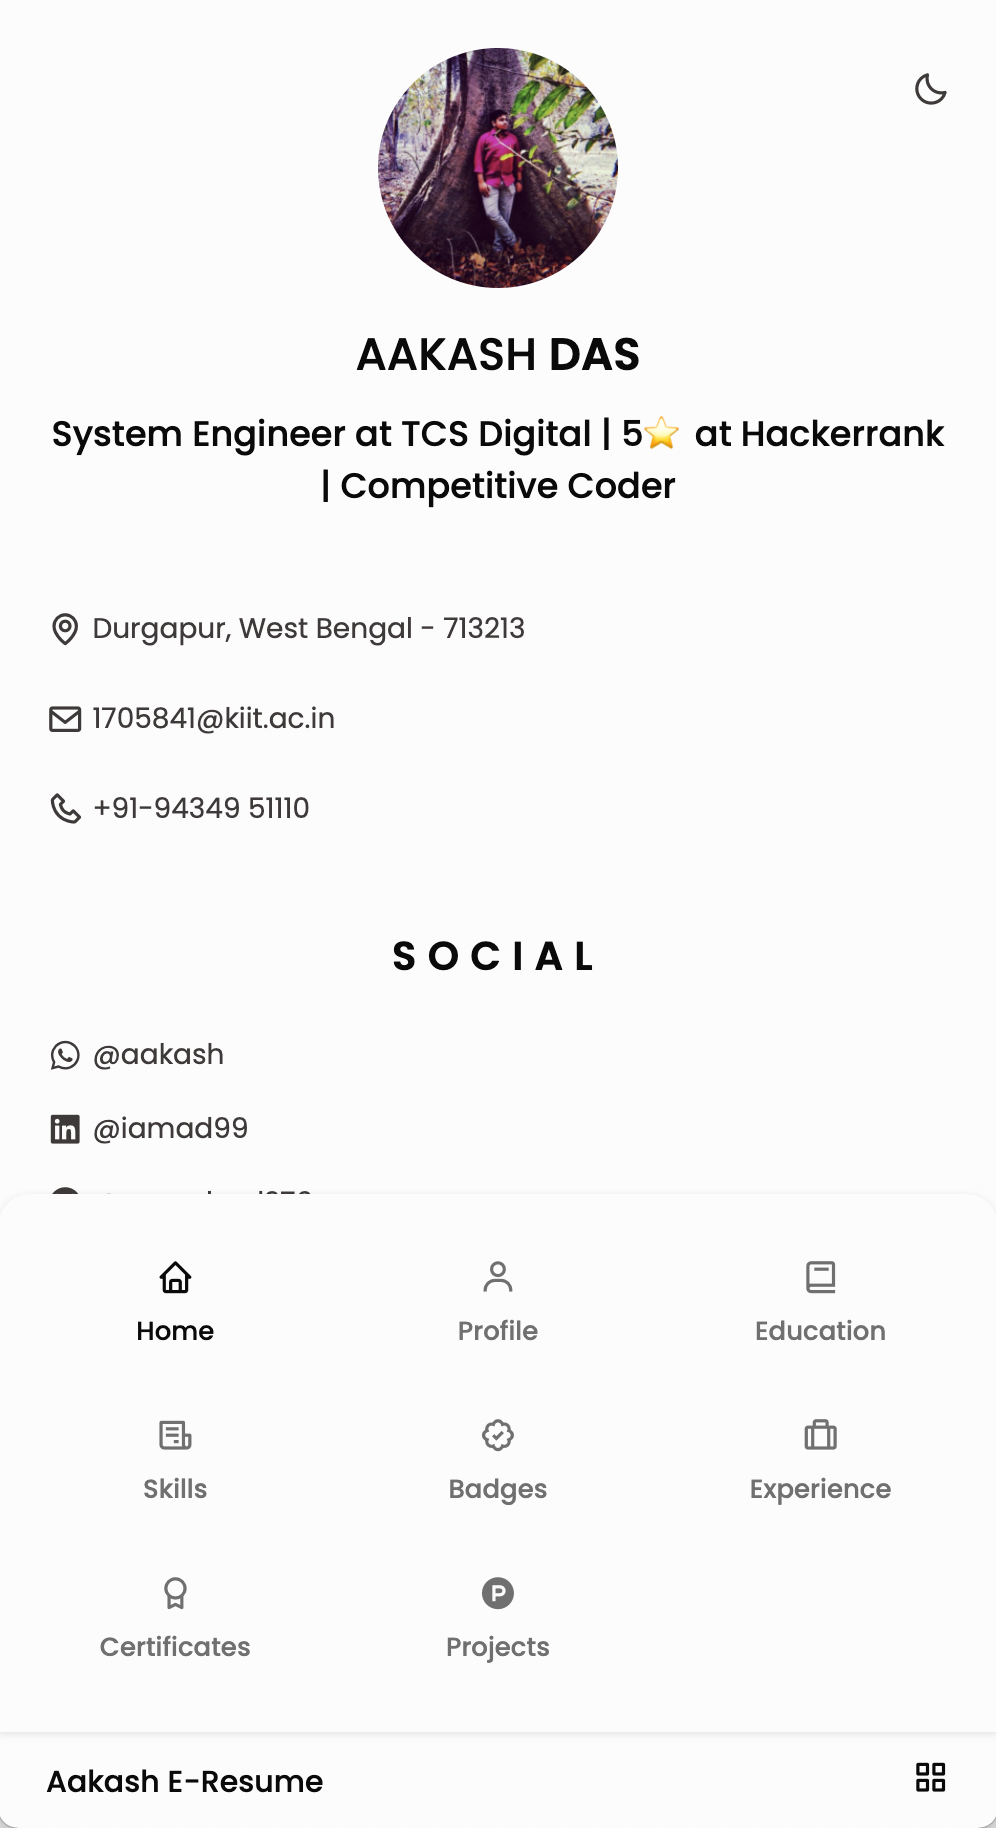 AAKASH DAS
System Engineer at TCS Digital | 5⭐ at Hackerrank
| Competitive Coder
Durgapur, West Bengal - 713213
1705841@kiit.ac.in
+91-94349 51110
SOCIAL
@aakash
@iamad99
Home Profile Education
Skills Badges Experience
Certificates Projects
Aakash E-Resume